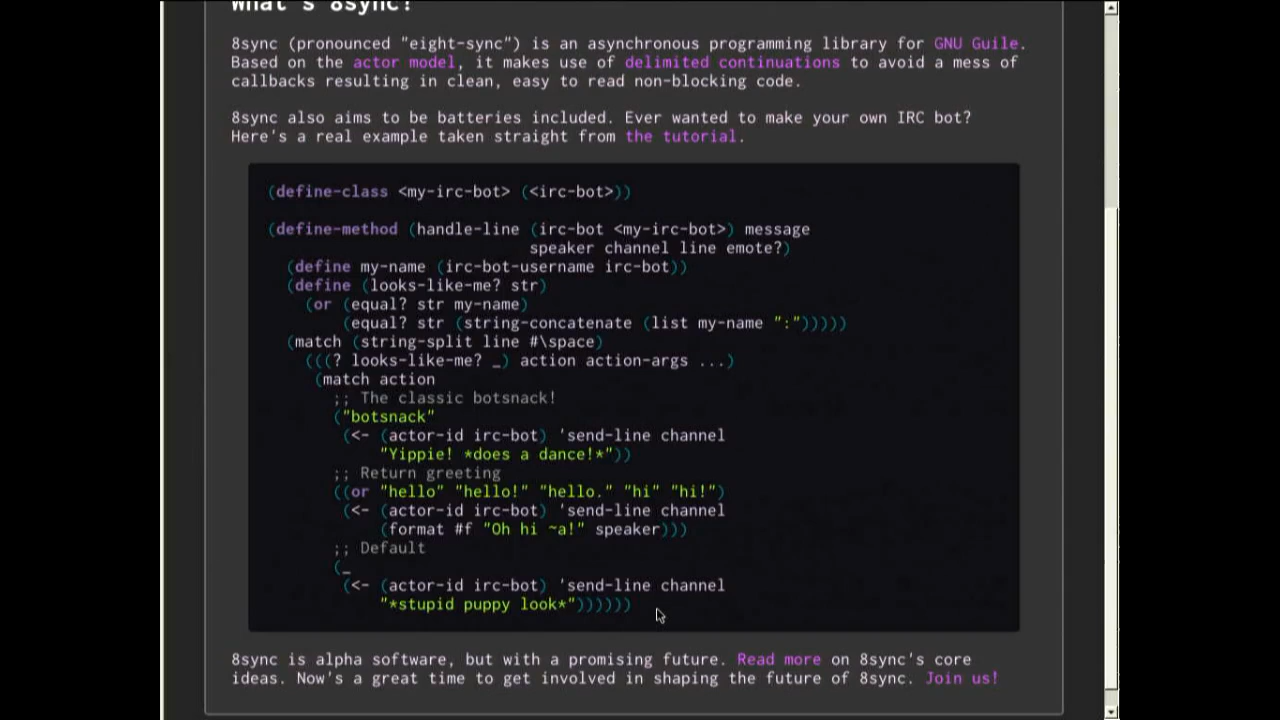 What's 8sync?
8sync (pronounced "eight-sync") is an asynchronous programming library for GNU Guile.
Based on the actor model, it makes use of delimited continuations to avoid a mess of
callbacks resulting in clean, easy to read non-blocking code.
8sync also aims to be batteries included. Ever wanted to make your own IRC bot?
Here's a real example taken straight from the tutorial.
(define-class <my-irc-bot> (<irc-bot>))
(define-method (handle-line (irc-bot <my-irc-bot>) message
speaker channel line emote?)
(define my-name (irc-bot-username irc-bot))
(define (looks-like-me? str)
(or (equal? str my-name)
(equal? str (string-concatenate (list my-name ":")))))
(match (string-split line #\space)
(((? looks-like-me? _) action action-args ...)
(match action
;; The classic botsnack!
("botsnack"
(<- (actor-id irc-bot) 'send-line channel
"Yippie! *does a dance!*"))
;; Return greeting
((or "hello" "hello!" "hello." "hi" "hi!")
(<- (actor-id irc-bot) 'send-line channel
(format #f "Oh hi ~a!" speaker)))
;; Default
(_
(<- (actor-id irc-bot) 'send-line channel
"*stupid puppy look*"))))))
8sync is alpha software, but with a promising future. Read more on 8sync's core
ideas. Now's a great time to get involved in shaping the future of 8sync. Join us!